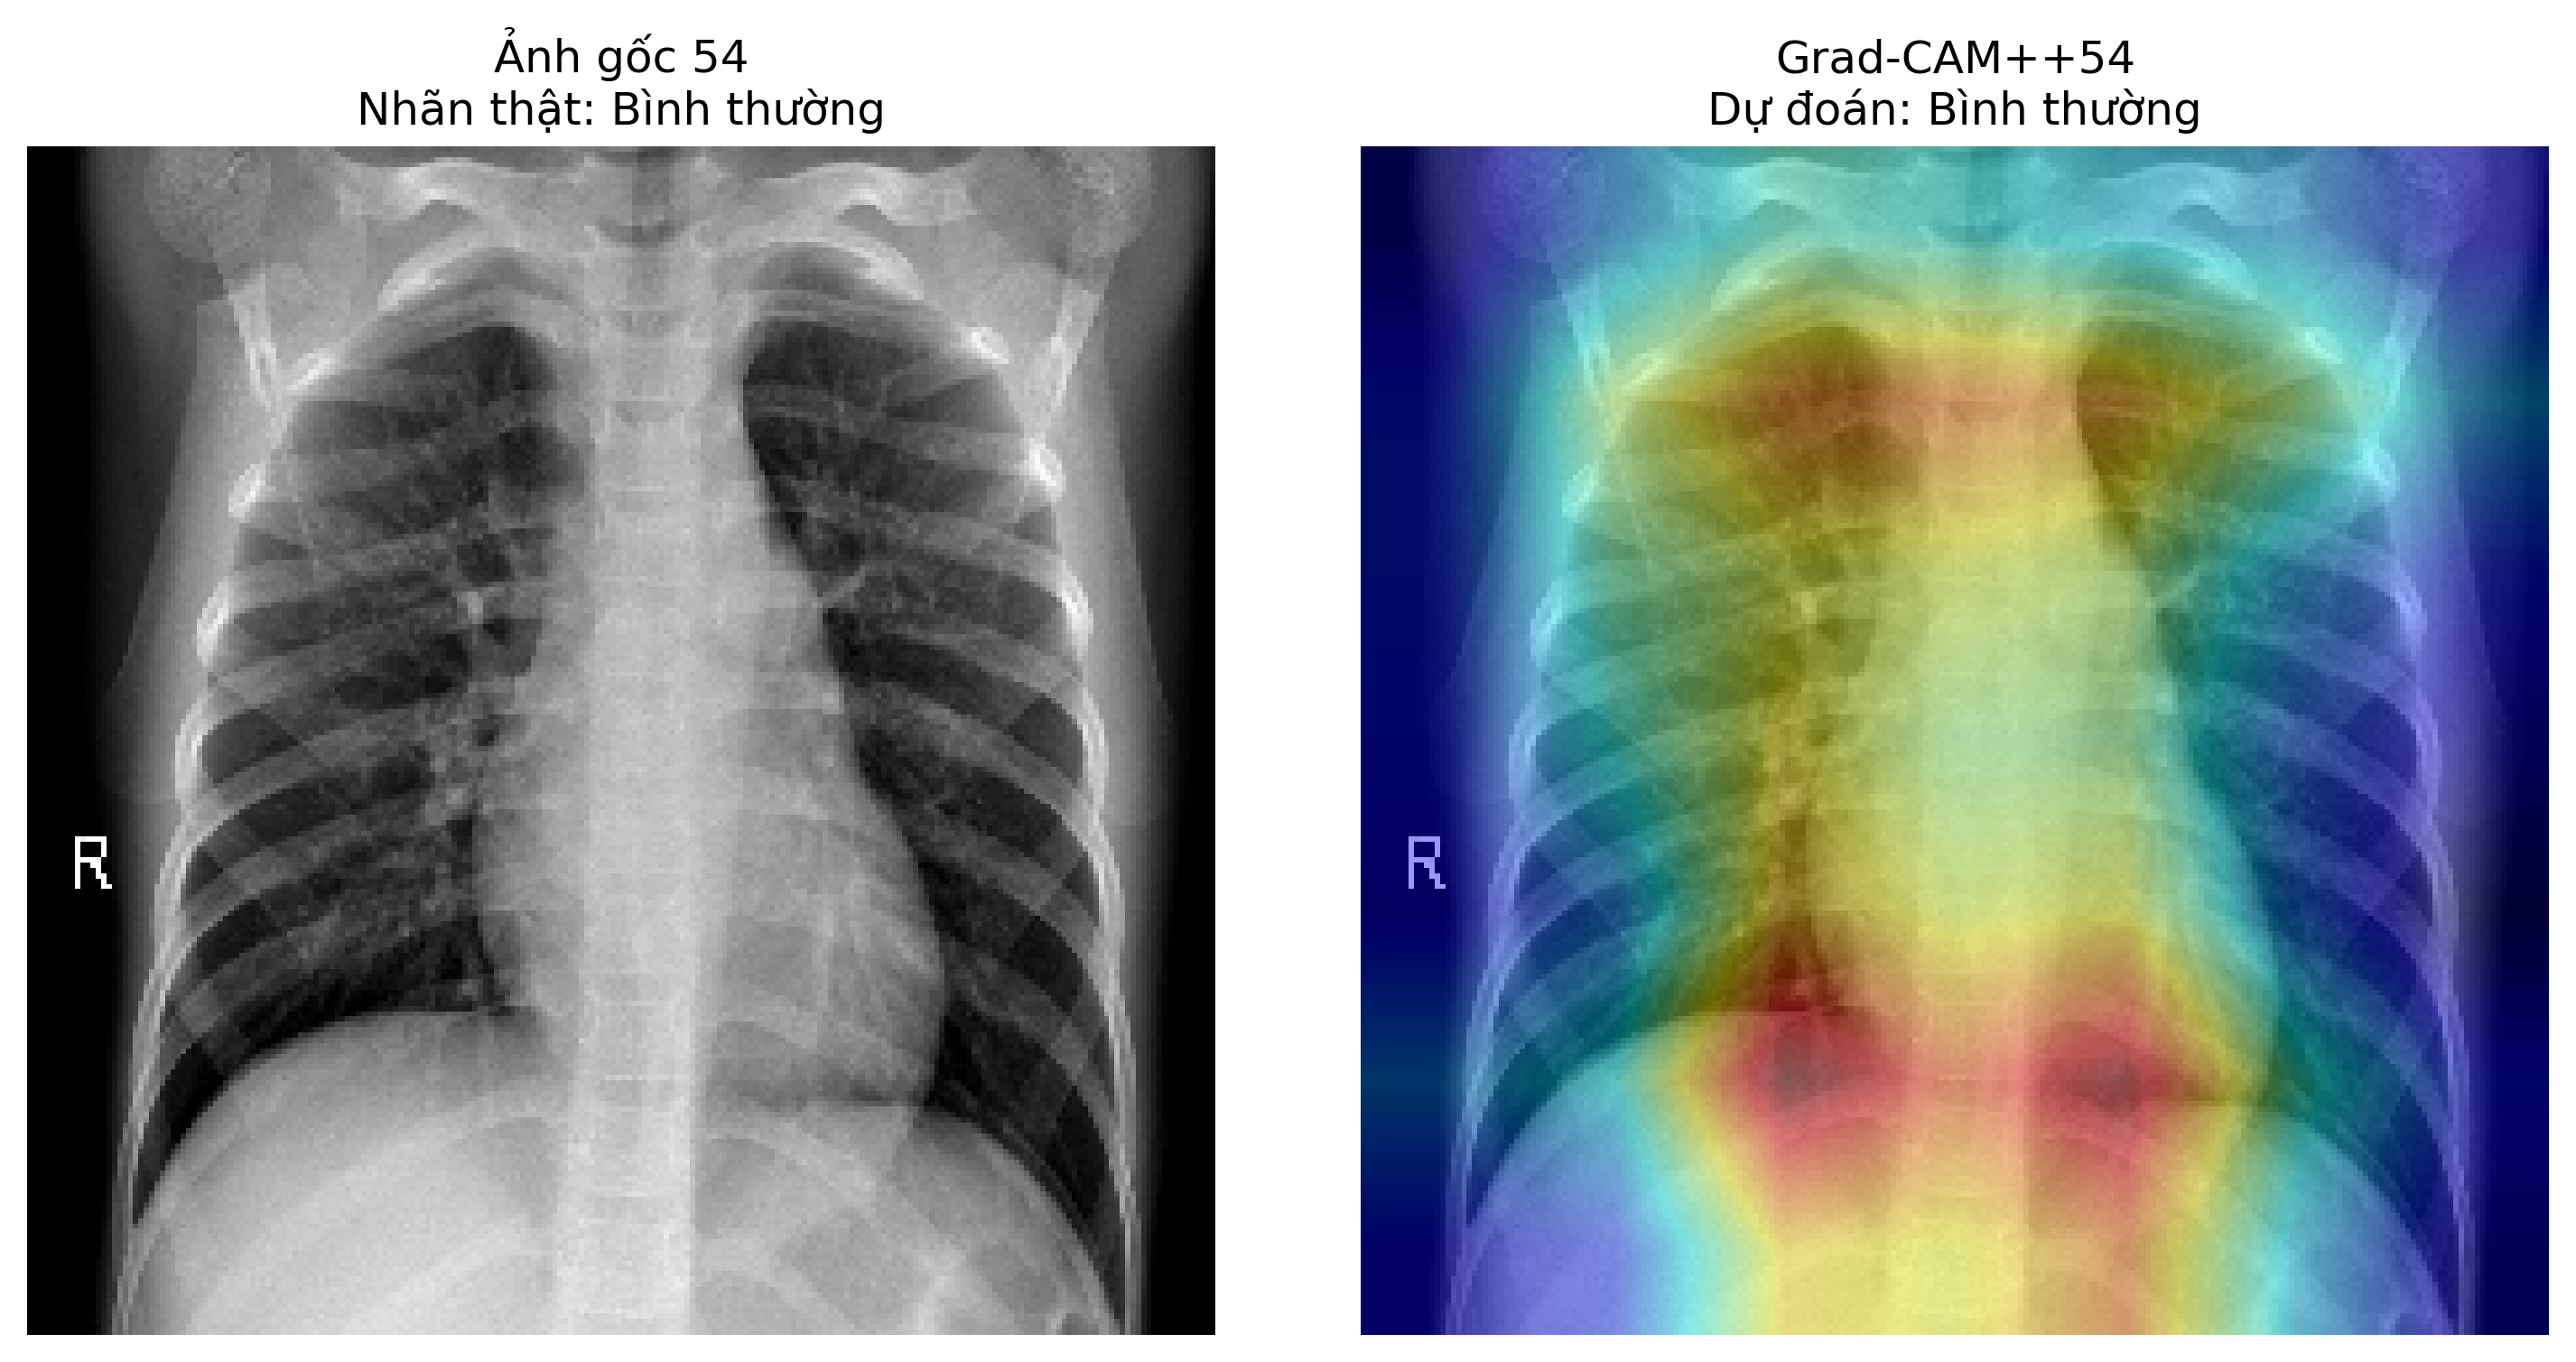 Ảnh gốc 54
Nhãn thật: Bình thường
Grad-CAM++54
Dự đoán: Bình thường
R
R